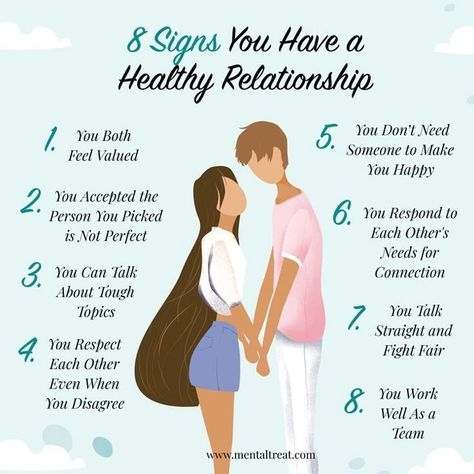 8 Signs You Have a
Healthy Relationship
1. You Both
Feel Valued
2. You Accepted the
Person You Picked
is Not Perfect
3. You Can Talk
About Tough
Topics
4. You Respect
Each Other
Even When
You Disagree
5. You Don't Need
Someone to Make
You Happy
6. You Respond to
Each Other's
Needs for
Connection
7. You Talk
Straight and
Fight Fair
8. You Work
Well As a
Team
www.mentaltreat.com